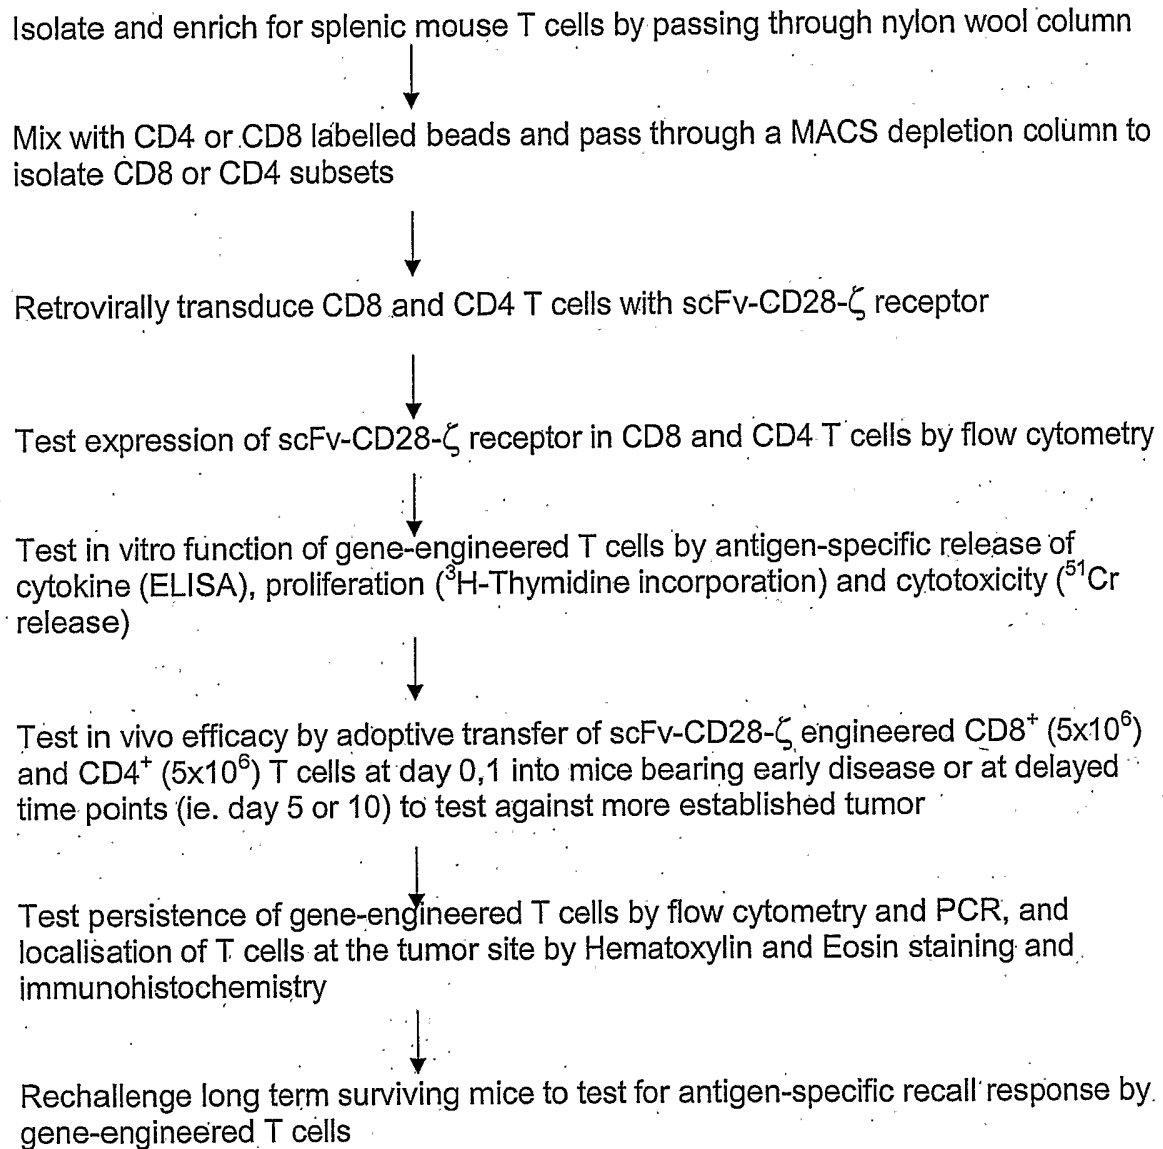 Isolate and enrich for splenic mouse T cells by passing through nylon wool column
Mix with CD4 or CD8 labelled beads and pass through a MACS depletion column to
isolate CD8 or CD4 subsets
Retrovirally transduce CD8 and CD4 T cells with scFv-CD28-ζ receptor
Test expression of scFv-CD28-ζ receptor in CD8 and CD4 T cells by flow cytometry
Test in vitro function of gene-engineered T cells by antigen-specific release of
cytokine (ELISA), proliferation (³H-Thymidine incorporation) and cytotoxicity (⁵¹Cr
release)
Test in vivo efficacy by adoptive transfer of scFv-CD28-ζ engineered CD8⁺ (5x10⁶)
and CD4⁺ (5x10⁶) T cells at day 0,1 into mice bearing early disease or at delayed
time points (ie. day 5 or 10) to test against more established tumor
Test persistence of gene-engineered T cells by flow cytometry and PCR, and
localisation of T cells at the tumor site by Hematoxylin and Eosin staining and
immunohistochemistry
Rechallenge long term surviving mice to test for antigen-specific recall response by
gene-engineered T cells